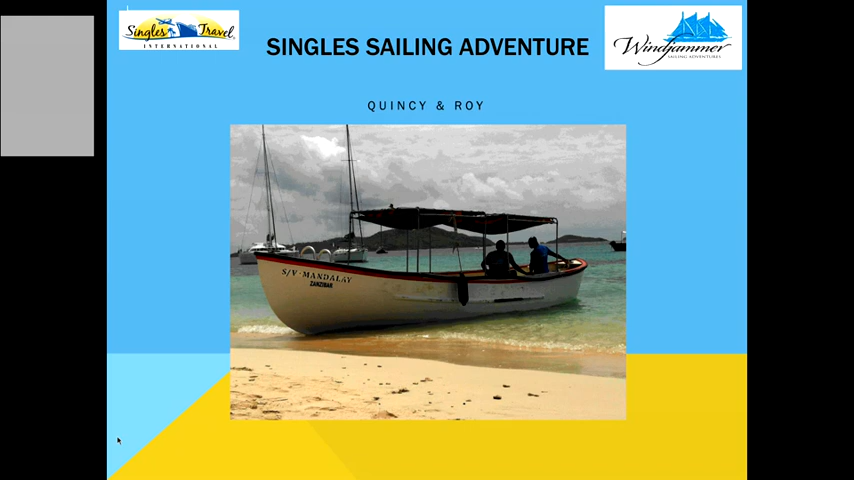 Singles Travel
INTERNATIONAL
SINGLES SAILING ADVENTURE
Windjammer
SAILING ADVENTURES
QUINCY & ROY
S/V MANDALAY
ZANZIBAR